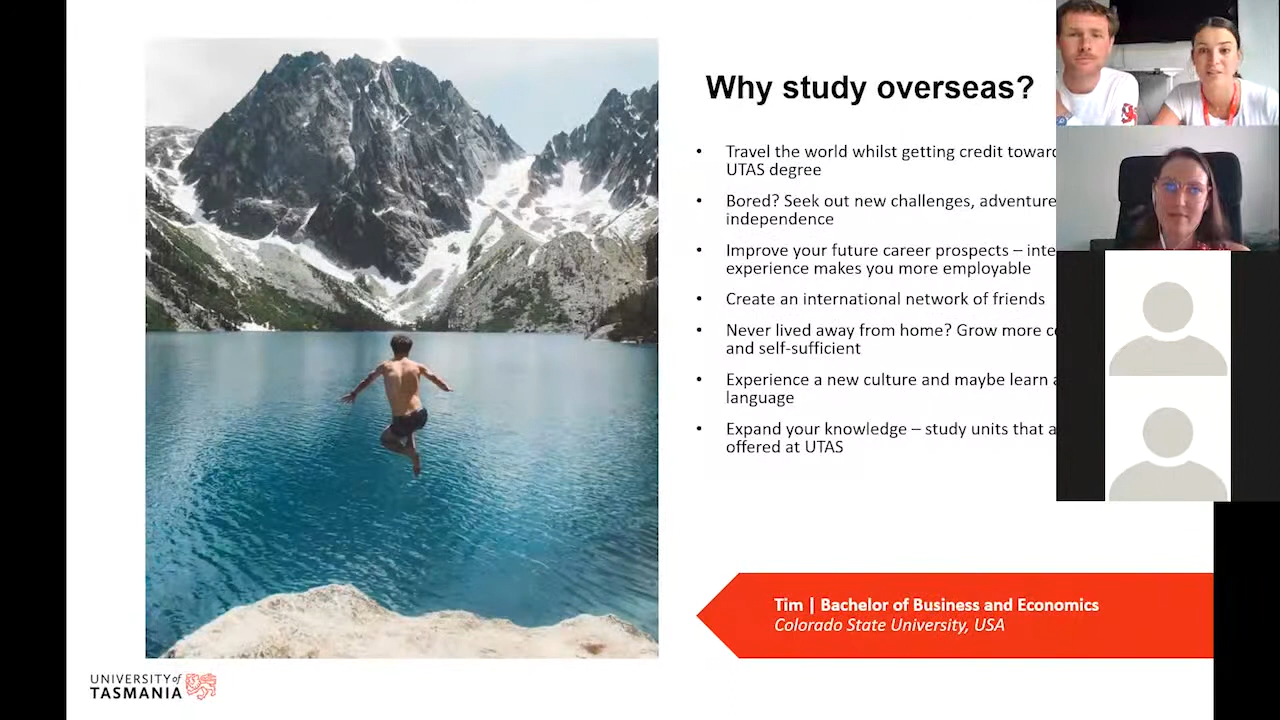 Why study overseas?
• Travel the world whilst getting credit toward
UTAS degree
• Bored? Seek out new challenges, adventure
independence
• Improve your future career prospects – inte
experience makes you more employable
• Create an international network of friends
• Never lived away from home? Grow more c
and self-sufficient
• Experience a new culture and maybe learn a
language
• Expand your knowledge – study units that a
offered at UTAS
Tim | Bachelor of Business and Economics
Colorado State University, USA
UNIVERSITY of
TASMANIA